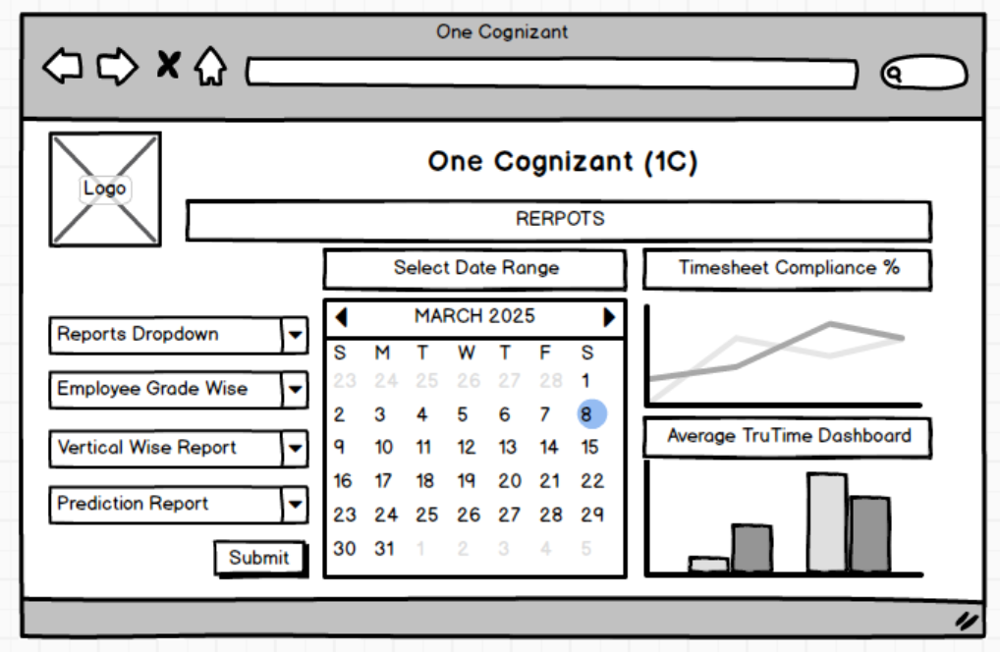 One Cognizant
Logo
One Cognizant (1C)
RERPOTS
Select Date Range
Timesheet Compliance %
Reports Dropdown
Employee Grade Wise
Vertical Wise Report
Prediction Report
Submit
MARCH 2025
S M T W T F S
23 24 25 26 27 28 1
2 3 4 5 6 7 8
9 10 11 12 13 14 15
16 17 18 19 20 21 22
23 24 25 26 27 28 29
30 31 1 2 3 4 5
Average TruTime Dashboard